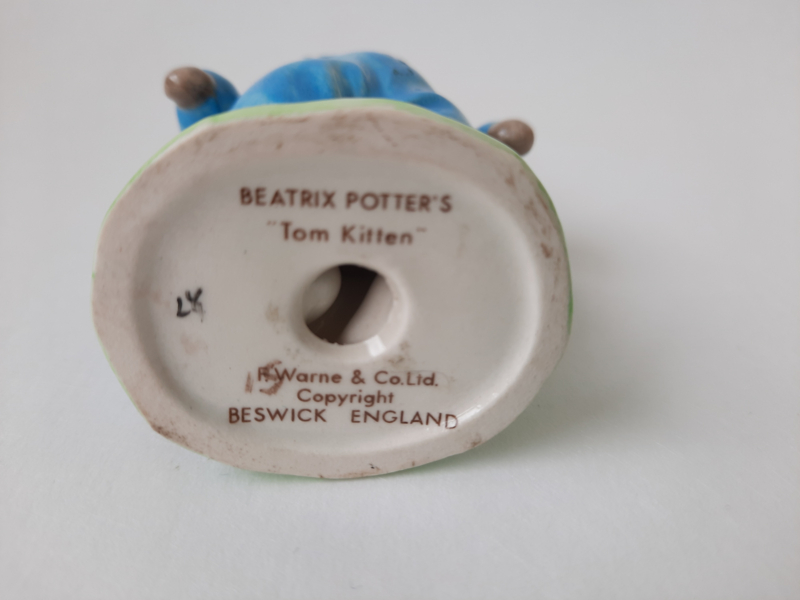 BEATRIX POTTER'S
"Tom Kitten"
F. Warne & Co.Ltd.
Copyright
BESWICK ENGLAND